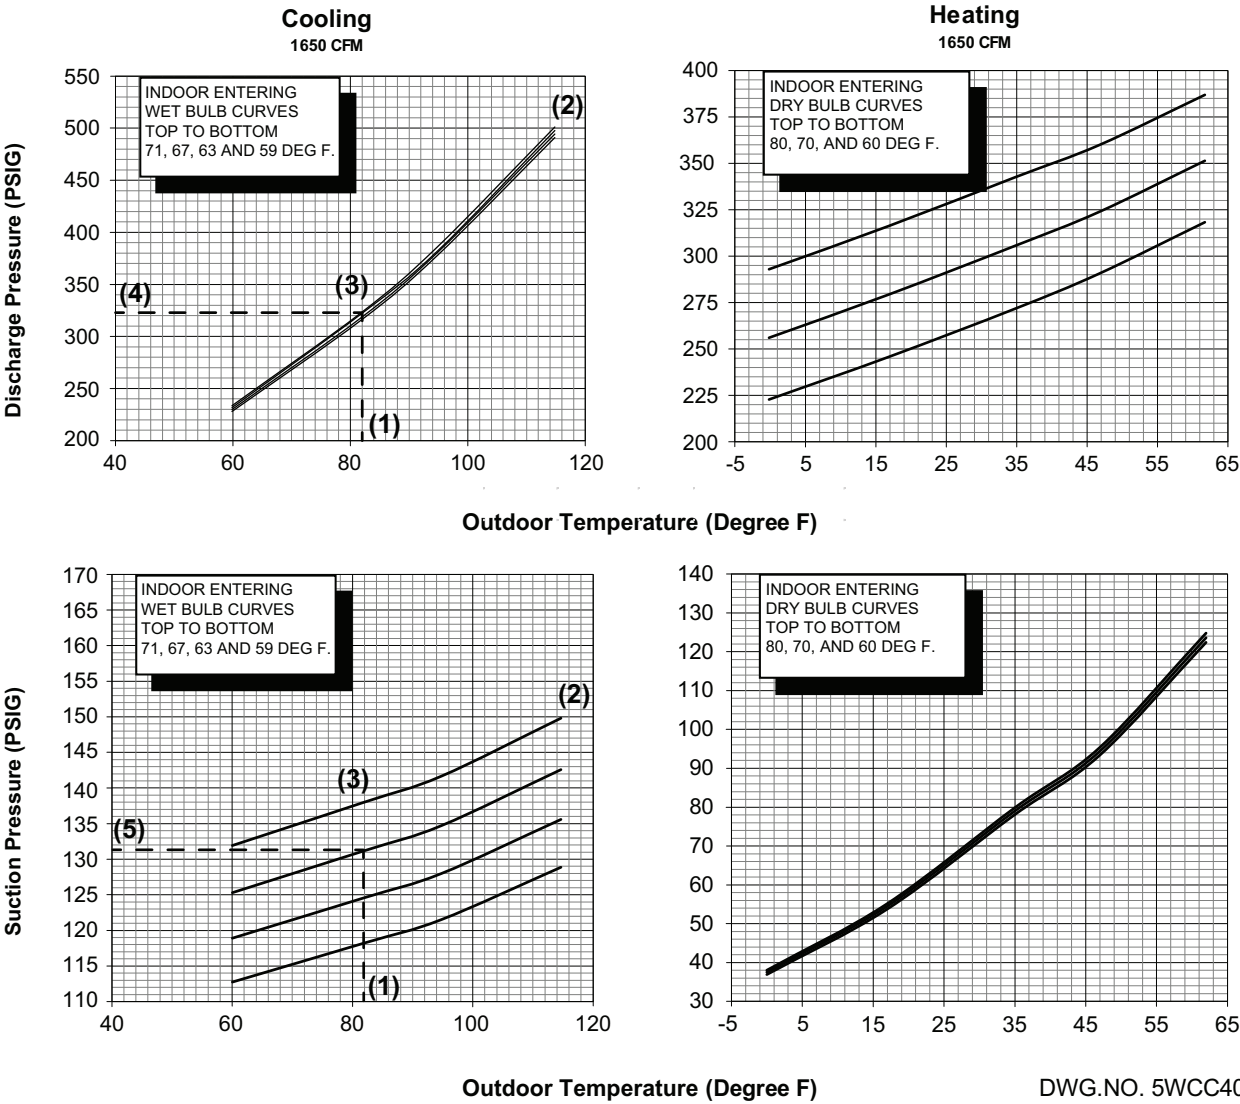 Cooling
1650 CFM
Heating
1650 CFM
Discharge Pressure (PSIG)
550
500
450
400
350
300
250
200
INDOOR ENTERING
WET BULB CURVES
TOP TO BOTTOM
71, 67, 63 AND 59 DEG F.
(2)
(3)
(4)
(1)
40 60 80 100 120
400
375
350
325
300
275
250
225
200
INDOOR ENTERING
DRY BULB CURVES
TOP TO BOTTOM
80, 70, AND 60 DEG F.
-5 5 15 25 35 45 55 65
Outdoor Temperature (Degree F)
Suction Pressure (PSIG)
170
165
160
155
150
145
140
135
130
125
120
115
110
INDOOR ENTERING
WET BULB CURVES
TOP TO BOTTOM
71, 67, 63 AND 59 DEG F.
(2)
(3)
(5)
(1)
40 60 80 100 120
140
130
120
110
100
90
80
70
60
50
40
30
INDOOR ENTERING
DRY BULB CURVES
TOP TO BOTTOM
80, 70, AND 60 DEG F.
-5 5 15 25 35 45 55 65
Outdoor Temperature (Degree F)
DWG.NO. 5WCC40